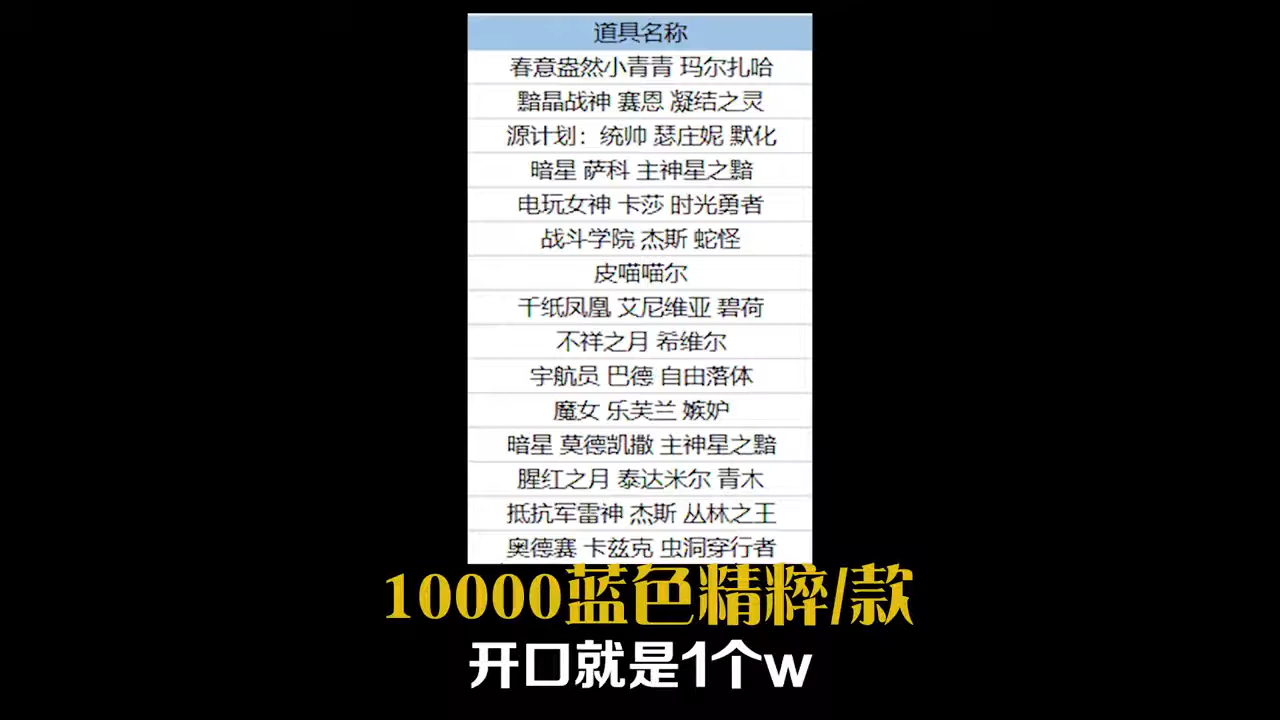 道具名称
春意盎然小青青 玛尔扎哈
黯晶战神 赛恩 凝结之灵
源计划：统帅 瑟庄妮 默化
暗星 萨科 主神星之黯
电玩女神 卡莎 时光勇者
战斗学院 杰斯 蛇怪
皮喵喵尔
千纸凤凰 艾尼维亚 碧荷
不祥之月 希维尔
宇航员 巴德 自由落体
魔女 乐芙兰 嫉妒
暗星 莫德凯撒 主神星之黯
腥红之月 泰达米尔 青木
抵抗军雷神 杰斯 丛林之王
奥德赛 卡兹克 虫洞穿行者
10000蓝色精粹/款
开口就是1个w